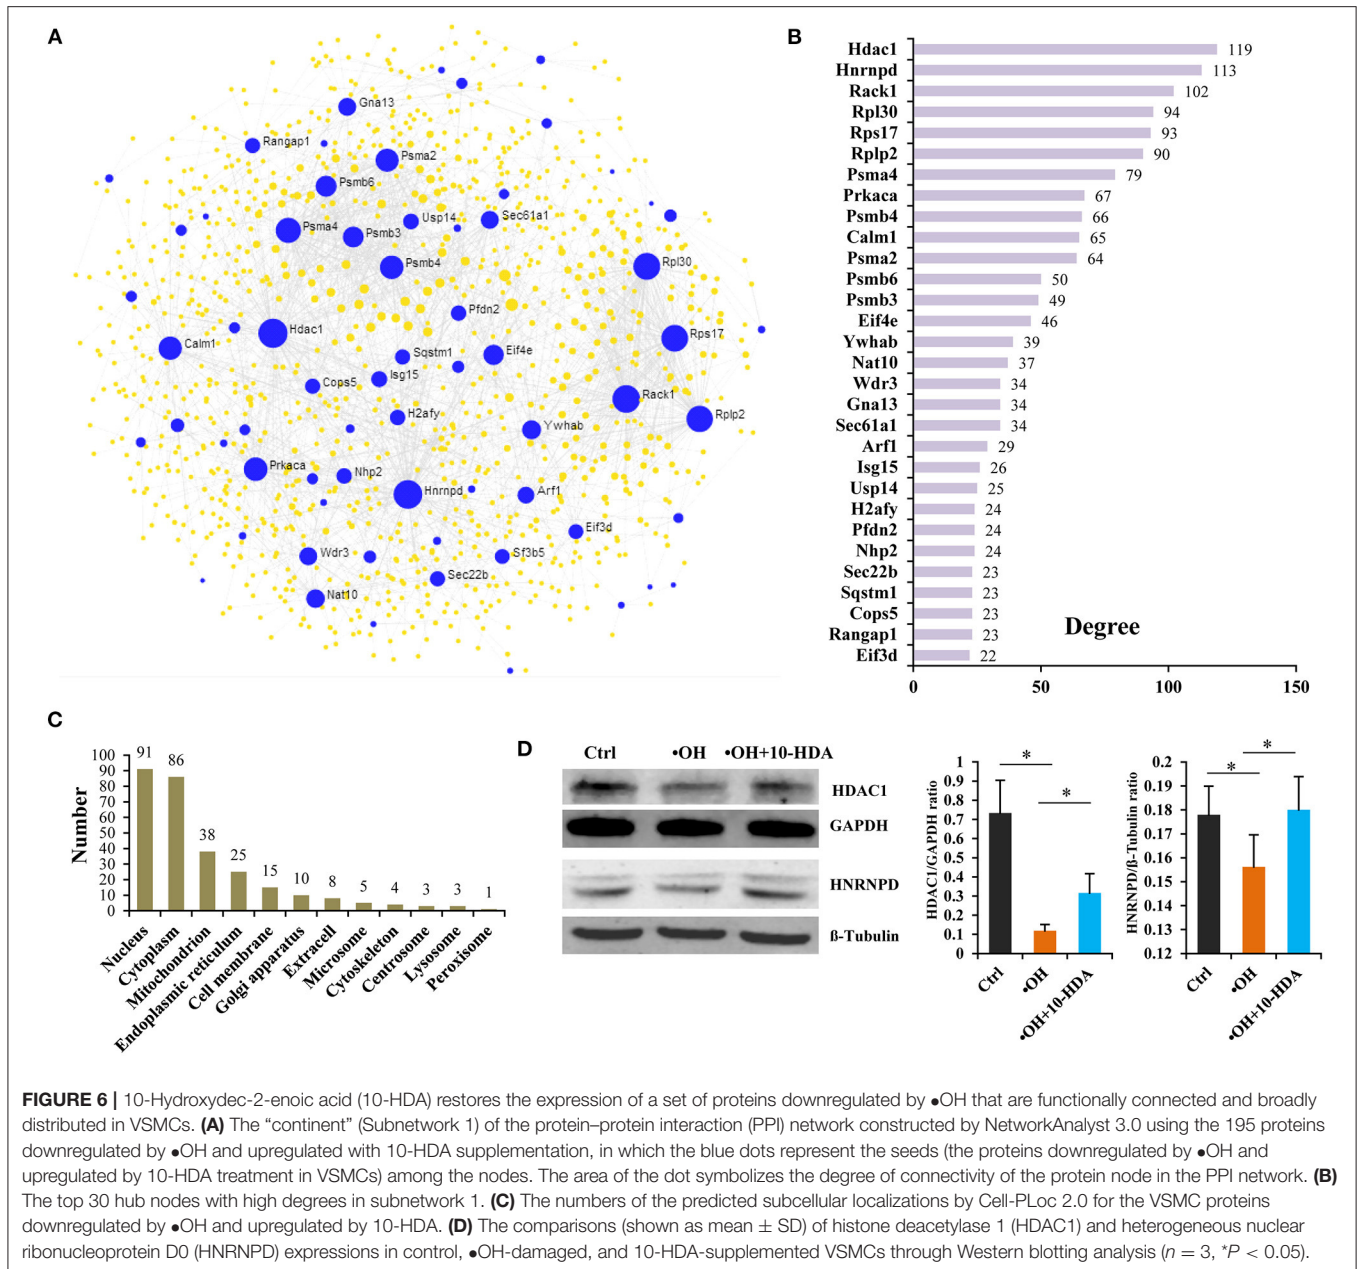 A
Gna13
Rangap1
Psma2
Psmb6
Usp14
Sec61a1
Psma4
Psmb3
Psmb4
Rpl30
Pfdn2
Hdac1
Rps17
Calm1
Sqstm1
Eif4e
Isg15
Cops5
Rack1
H2afy
Rplp2
Ywhab
Prkaca
Nhp2
Hnrnpd
Arf1
Eif3d
Wdr3
Sf3b5
Sec22b
Nat10
B
Hdac1 119
Hnrnpd 113
Rack1 102
Rpl30 94
Rps17 93
Rplp2 90
Psma4 79
Prkaca 67
Psmb4 66
Calm1 65
Psma2 64
Psmb6 50
Psmb3 49
Eif4e 46
Ywhab 39
Nat10 37
Wdr3 34
Gna13 34
Sec61a1 34
Arf1 29
Isg15 26
Usp14 25
H2afy 24
Pfdn2 24
Nhp2 24
Sec22b 23
Sqstm1 23
Cops5 23
Rangap1 23
Eif3d 22
Degree
0 50 100 150
C
Number
100
90
80
70
60
50
40
30
20
10
0
91 86 38 25 15 10 8 5 4 3 3 1
Nucleus
Cytoplasm
Mitochondrion
Endoplasmic reticulum
Cell membrane
Golgi apparatus
Extracell
Microsome
Cytoskeleton
Centrosome
Lysosome
Peroxisome
D
Ctrl •OH •OH+10-HDA
HDAC1
GAPDH
HNRNPD
ß-Tubulin
HDAC1/GAPDH ratio
1
0.9
0.8
0.7
0.6
0.5
0.4
0.3
0.2
0.1
0
* *
Ctrl
•OH
•OH+10-HDA
HNRNPD/ß-Tubulin ratio
0.2
0.19
0.18
0.17
0.16
0.15
0.14
0.13
0.12
* *
Ctrl
•OH
•OH+10-HDA
FIGURE 6 | 10-Hydroxydec-2-enoic acid (10-HDA) restores the expression of a set of proteins downregulated by •OH that are functionally connected and broadly
distributed in VSMCs. (A) The “continent” (Subnetwork 1) of the protein–protein interaction (PPI) network constructed by NetworkAnalyst 3.0 using the 195 proteins
downregulated by •OH and upregulated with 10-HDA supplementation, in which the blue dots represent the seeds (the proteins downregulated by •OH and
upregulated by 10-HDA treatment in VSMCs) among the nodes. The area of the dot symbolizes the degree of connectivity of the protein node in the PPI network. (B)
The top 30 hub nodes with high degrees in subnetwork 1. (C) The numbers of the predicted subcellular localizations by Cell-PLoc 2.0 for the VSMC proteins
downregulated by •OH and upregulated by 10-HDA. (D) The comparisons (shown as mean ± SD) of histone deacetylase 1 (HDAC1) and heterogeneous nuclear
ribonucleoprotein D0 (HNRNPD) expressions in control, •OH-damaged, and 10-HDA-supplemented VSMCs through Western blotting analysis (n = 3, *P < 0.05).